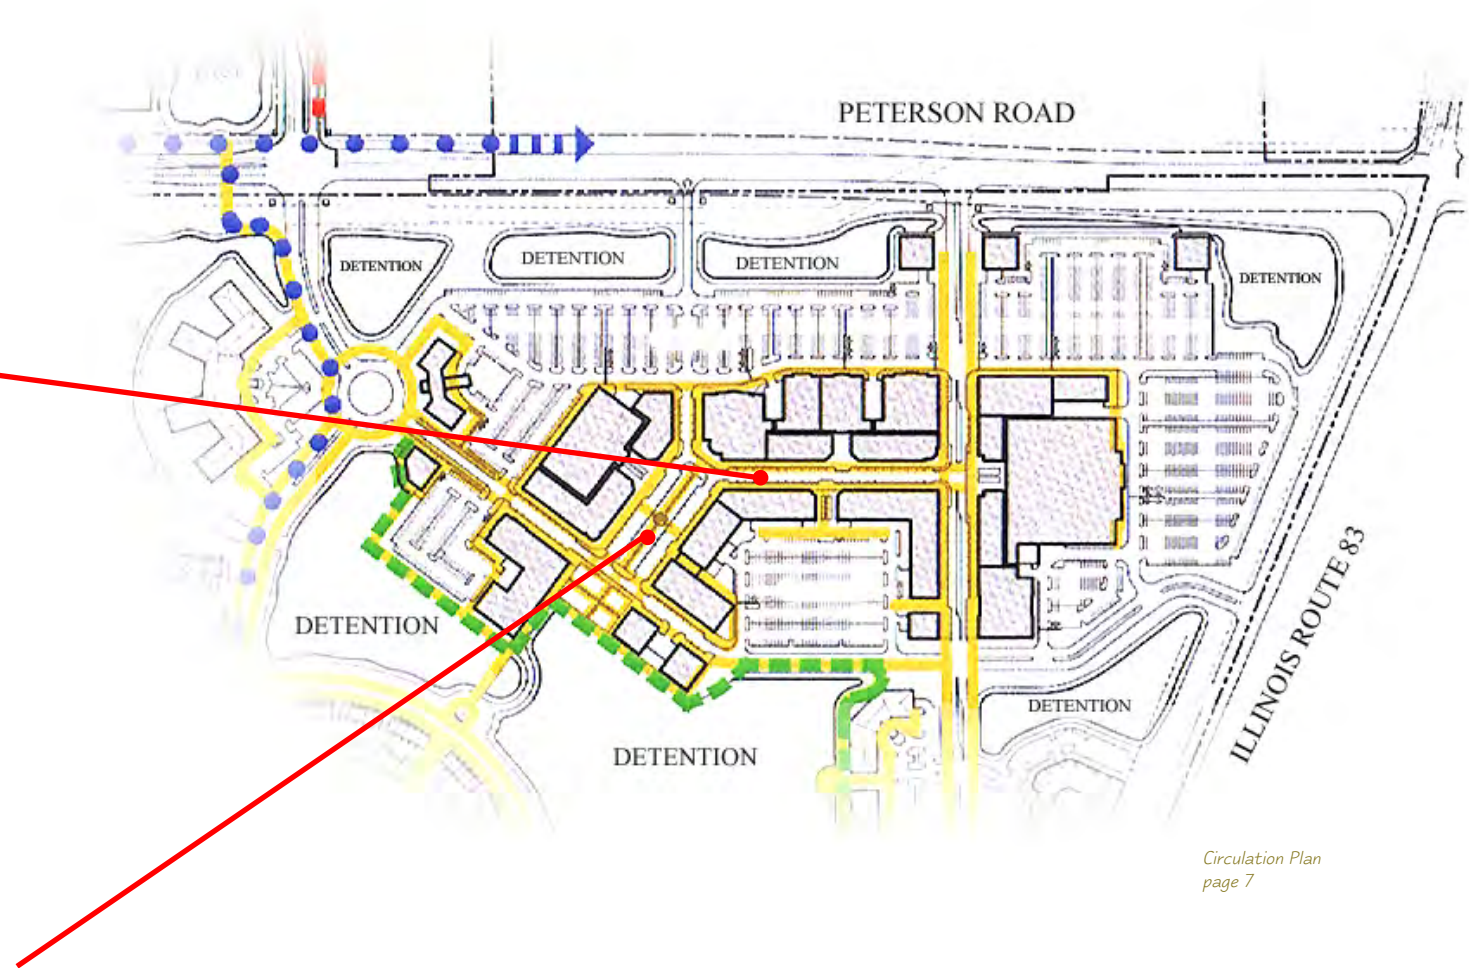 PETERSON ROAD
DETENTION
DETENTION
DETENTION
DETENTION
ILLINOIS ROUTE 83
DETENTION
DETENTION
DETENTION
Circulation Plan
page 7